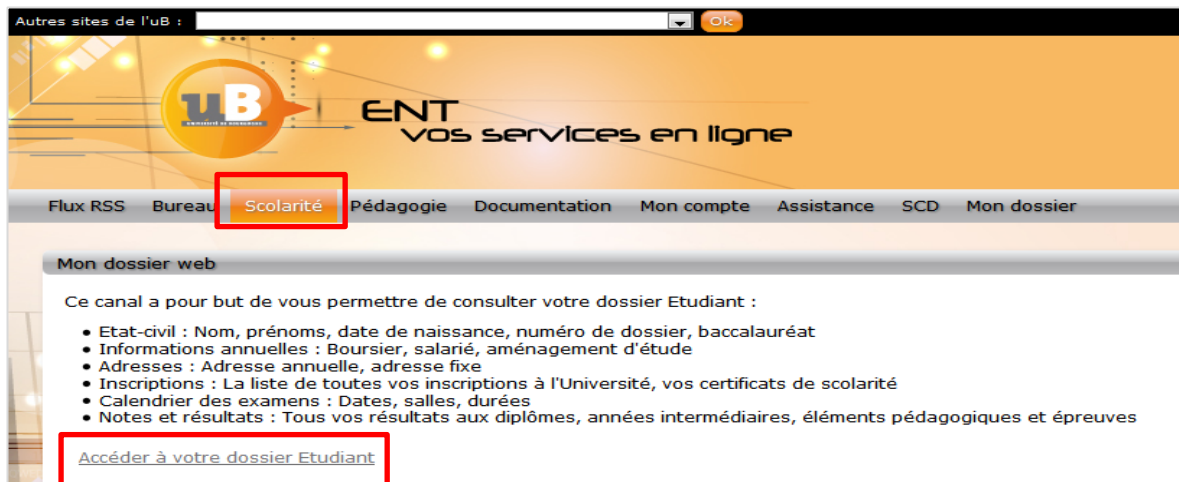 Autres sites de l'uB :
Ok
uB
UNIVERSITÉ DE BOURGOGNE
ENT
vos services en ligne
Flux RSS Bureau Scolarité Pédagogie Documentation Mon compte Assistance SCD Mon dossier
Mon dossier web
Ce canal a pour but de vous permettre de consulter votre dossier Etudiant :
• Etat-civil : Nom, prénoms, date de naissance, numéro de dossier, baccalauréat
• Informations annuelles : Boursier, salarié, aménagement d'étude
• Adresses : Adresse annuelle, adresse fixe
• Inscriptions : La liste de toutes vos inscriptions à l'Université, vos certificats de scolarité
• Calendrier des examens : Dates, salles, durées
• Notes et résultats : Tous vos résultats aux diplômes, années intermédiaires, éléments pédagogiques et épreuves
Accéder à votre dossier Etudiant